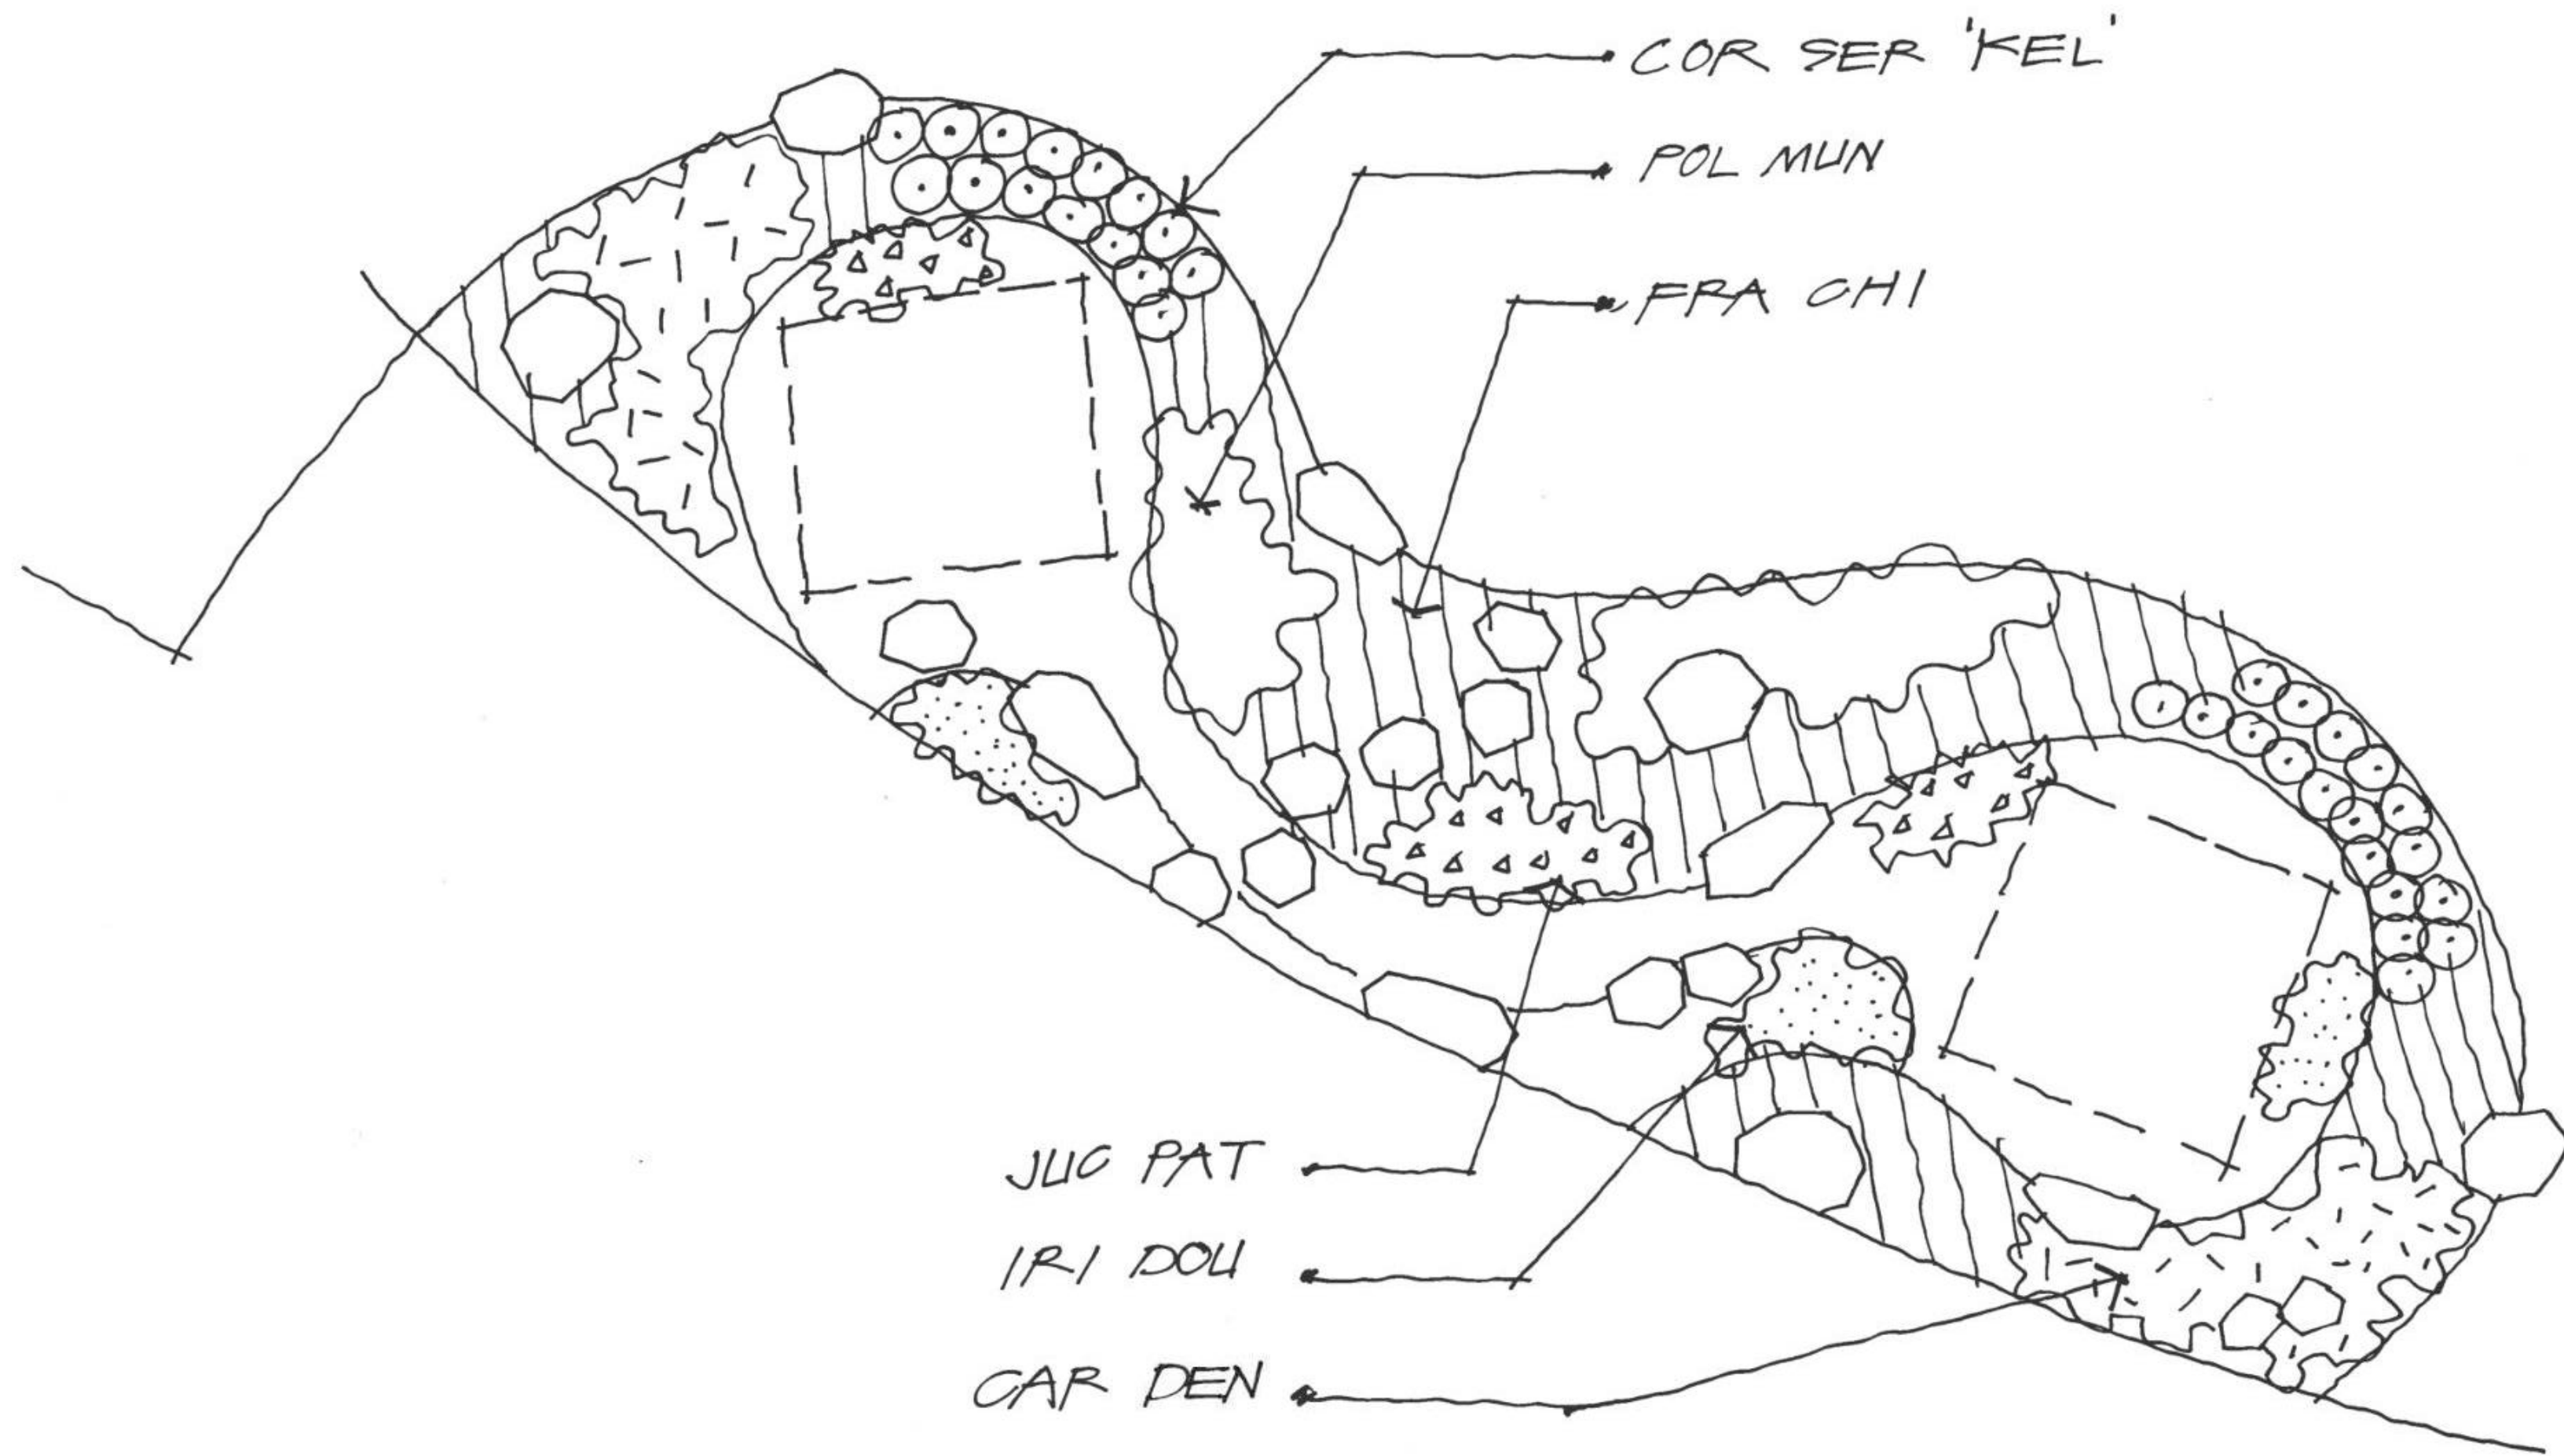 COR SER 'KEL'
POL MUN
FRA CHI
JUC PAT
IRI DOU
CAR DEN